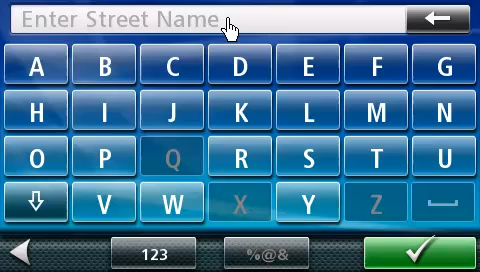 Enter Street Name
A B C D E F G
H I J K L M N
O P Q R S T U
V W X Y Z
123 %@&